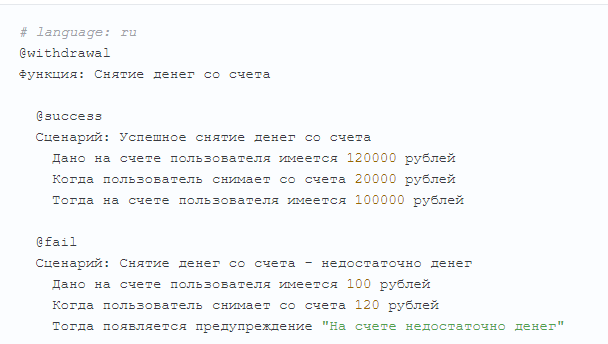 # language: ru
@withdrawal
Функция: Снятие денег со счета
@success
Сценарий: Успешное снятие денег со счета
Дано на счете пользователя имеется 120000 рублей
Когда пользователь снимает со счета 20000 рублей
Тогда на счете пользователя имеется 100000 рублей
@fail
Сценарий: Снятие денег со счета - недостаточно денег
Дано на счете пользователя имеется 100 рублей
Когда пользователь снимает со счета 120 рублей
Тогда появляется предупреждение "На счете недостаточно денег"